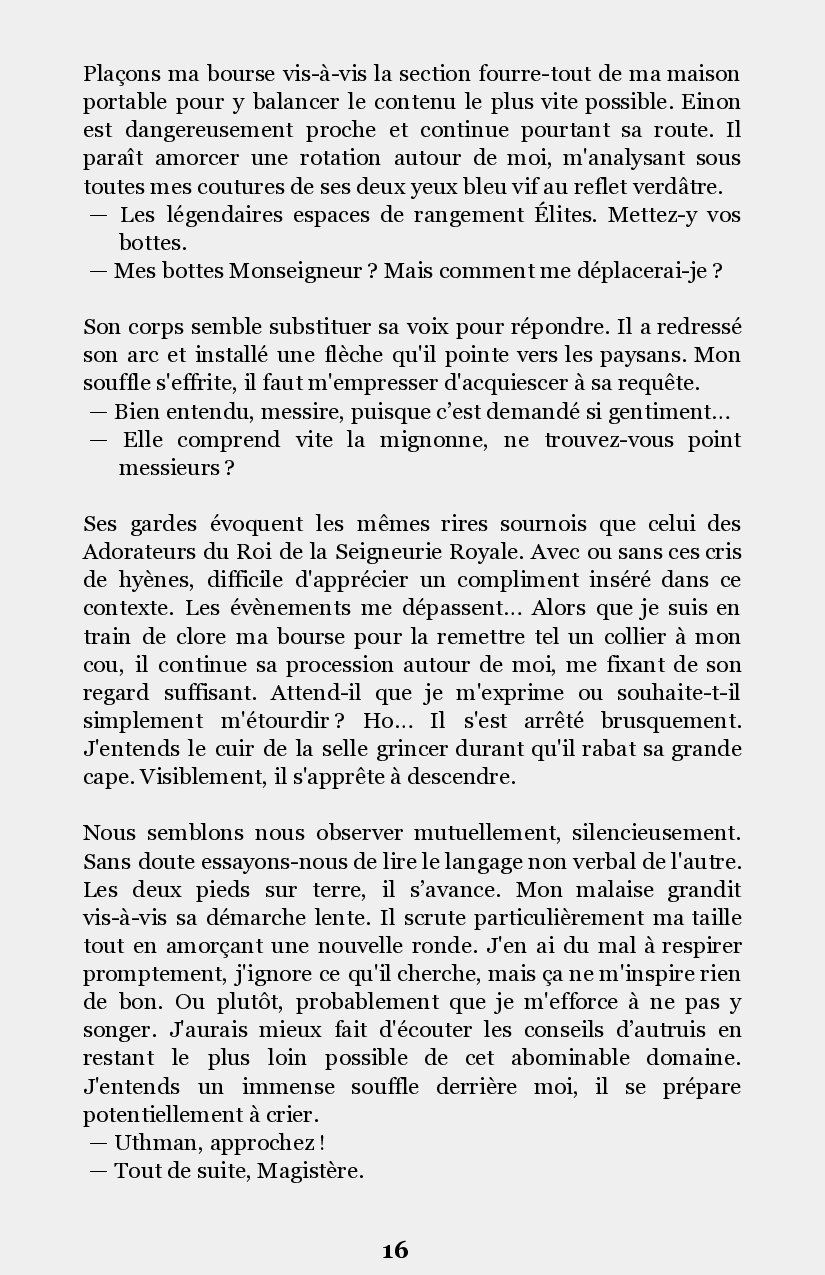 Plaçons ma bourse vis-à-vis la section fourre-tout de ma maison
portable pour y balancer le contenu le plus vite possible. Einon
est dangereusement proche et continue pourtant sa route. Il
paraît amorcer une rotation autour de moi, m'analysant sous
toutes mes coutures de ses deux yeux bleu vif au reflet verdâtre.
— Les légendaires espaces de rangement Élites. Mettez-y vos
bottes.
— Mes bottes Monseigneur ? Mais comment me déplacerai-je ?
Son corps semble substituer sa voix pour répondre. Il a redressé
son arc et installé une flèche qu'il pointe vers les paysans. Mon
souffle s'effrite, il faut m'empresser d'acquiescer à sa requête.
— Bien entendu, messire, puisque c’est demandé si gentiment...
— Elle comprend vite la mignonne, ne trouvez-vous point
messieurs ?
Ses gardes évoquent les mêmes rires sournois que celui des
Adorateurs du Roi de la Seigneurie Royale. Avec ou sans ces cris
de hyènes, difficile d'apprécier un compliment inséré dans ce
contexte. Les évènements me dépassent... Alors que je suis en
train de clore ma bourse pour la remettre tel un collier à mon
cou, il continue sa procession autour de moi, me fixant de son
regard suffisant. Attend-il que je m'exprime ou souhaite-t-il
simplement m'étourdir ? Ho... Il s'est arrêté brusquement.
J'entends le cuir de la selle grincer durant qu'il rabat sa grande
cape. Visiblement, il s'apprête à descendre.
Nous semblons nous observer mutuellement, silencieusement.
Sans doute essayons-nous de lire le langage non verbal de l'autre.
Les deux pieds sur terre, il s’avance. Mon malaise grandit
vis-à-vis sa démarche lente. Il scrute particulièrement ma taille
tout en amorçant une nouvelle ronde. J'en ai du mal à respirer
promptement, j'ignore ce qu'il cherche, mais ça ne m'inspire rien
de bon. Ou plutôt, probablement que je m'efforce à ne pas y
songer. J'aurais mieux fait d'écouter les conseils d’autruis en
restant le plus loin possible de cet abominable domaine.
J'entends un immense souffle derrière moi, il se prépare
potentiellement à crier.
— Uthman, approchez !
— Tout de suite, Magistère.
16